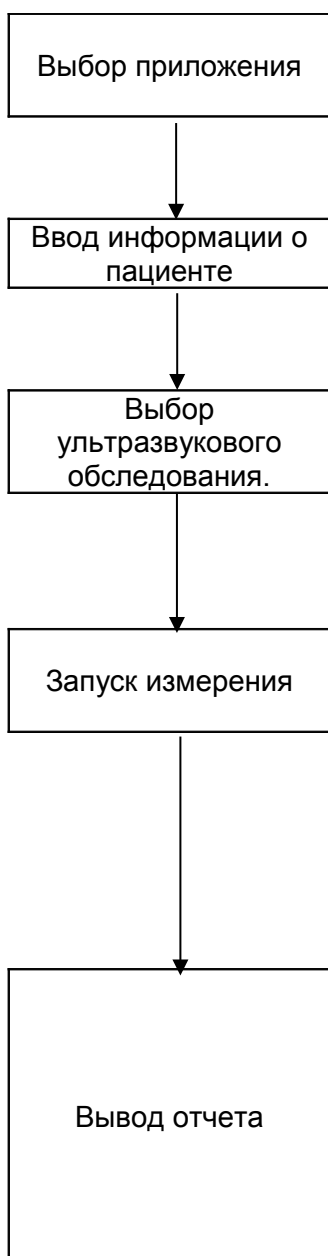 Выбор приложения
Ввод информации о
пациенте
Выбор
ультразвукового
обследования.
Запуск измерения
Вывод отчета